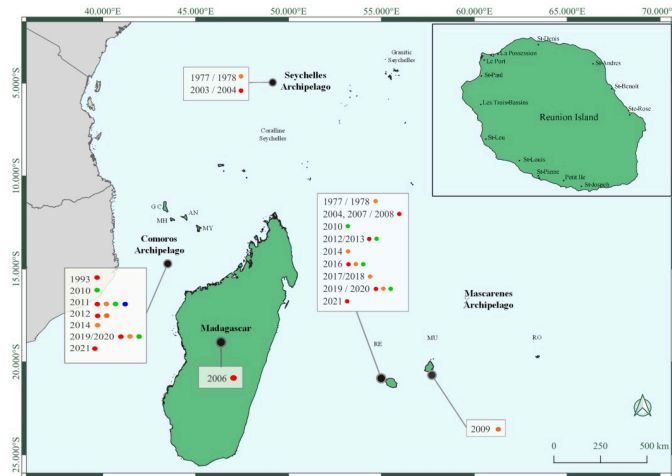 40.000°E
45.000°E
50.000°E
55.000°E
60.000°E
65.000°E
70.000°E
5.000°S
10.000°S
15.000°S
20.000°S
25.000°S
1977 / 1978
2003 / 2004
Seychelles
Archipelago
Granitic
Seychelles
Coralline
Seychelles
St-Denis
La Possession
Le Port
St-Andres
St-Paul
St-Benoit
Les Trois-Bassins
Ste-Rose
Reunion Island
St-Leu
St-Louis
St-Pierre
Petit Ile
St-Joseph
GC
MH
AN
MY
Comoros
Archipelago
1993
2010
2011
2012
2014
2019/2020
2021
Madagascar
2006
1977 / 1978
2004, 2007 / 2008
2010
2012/2013
2014
2016
2017/2018
2019 / 2020
2021
Mascarenes
Archipelago
RE
MU
RO
2009
0
250
500 km